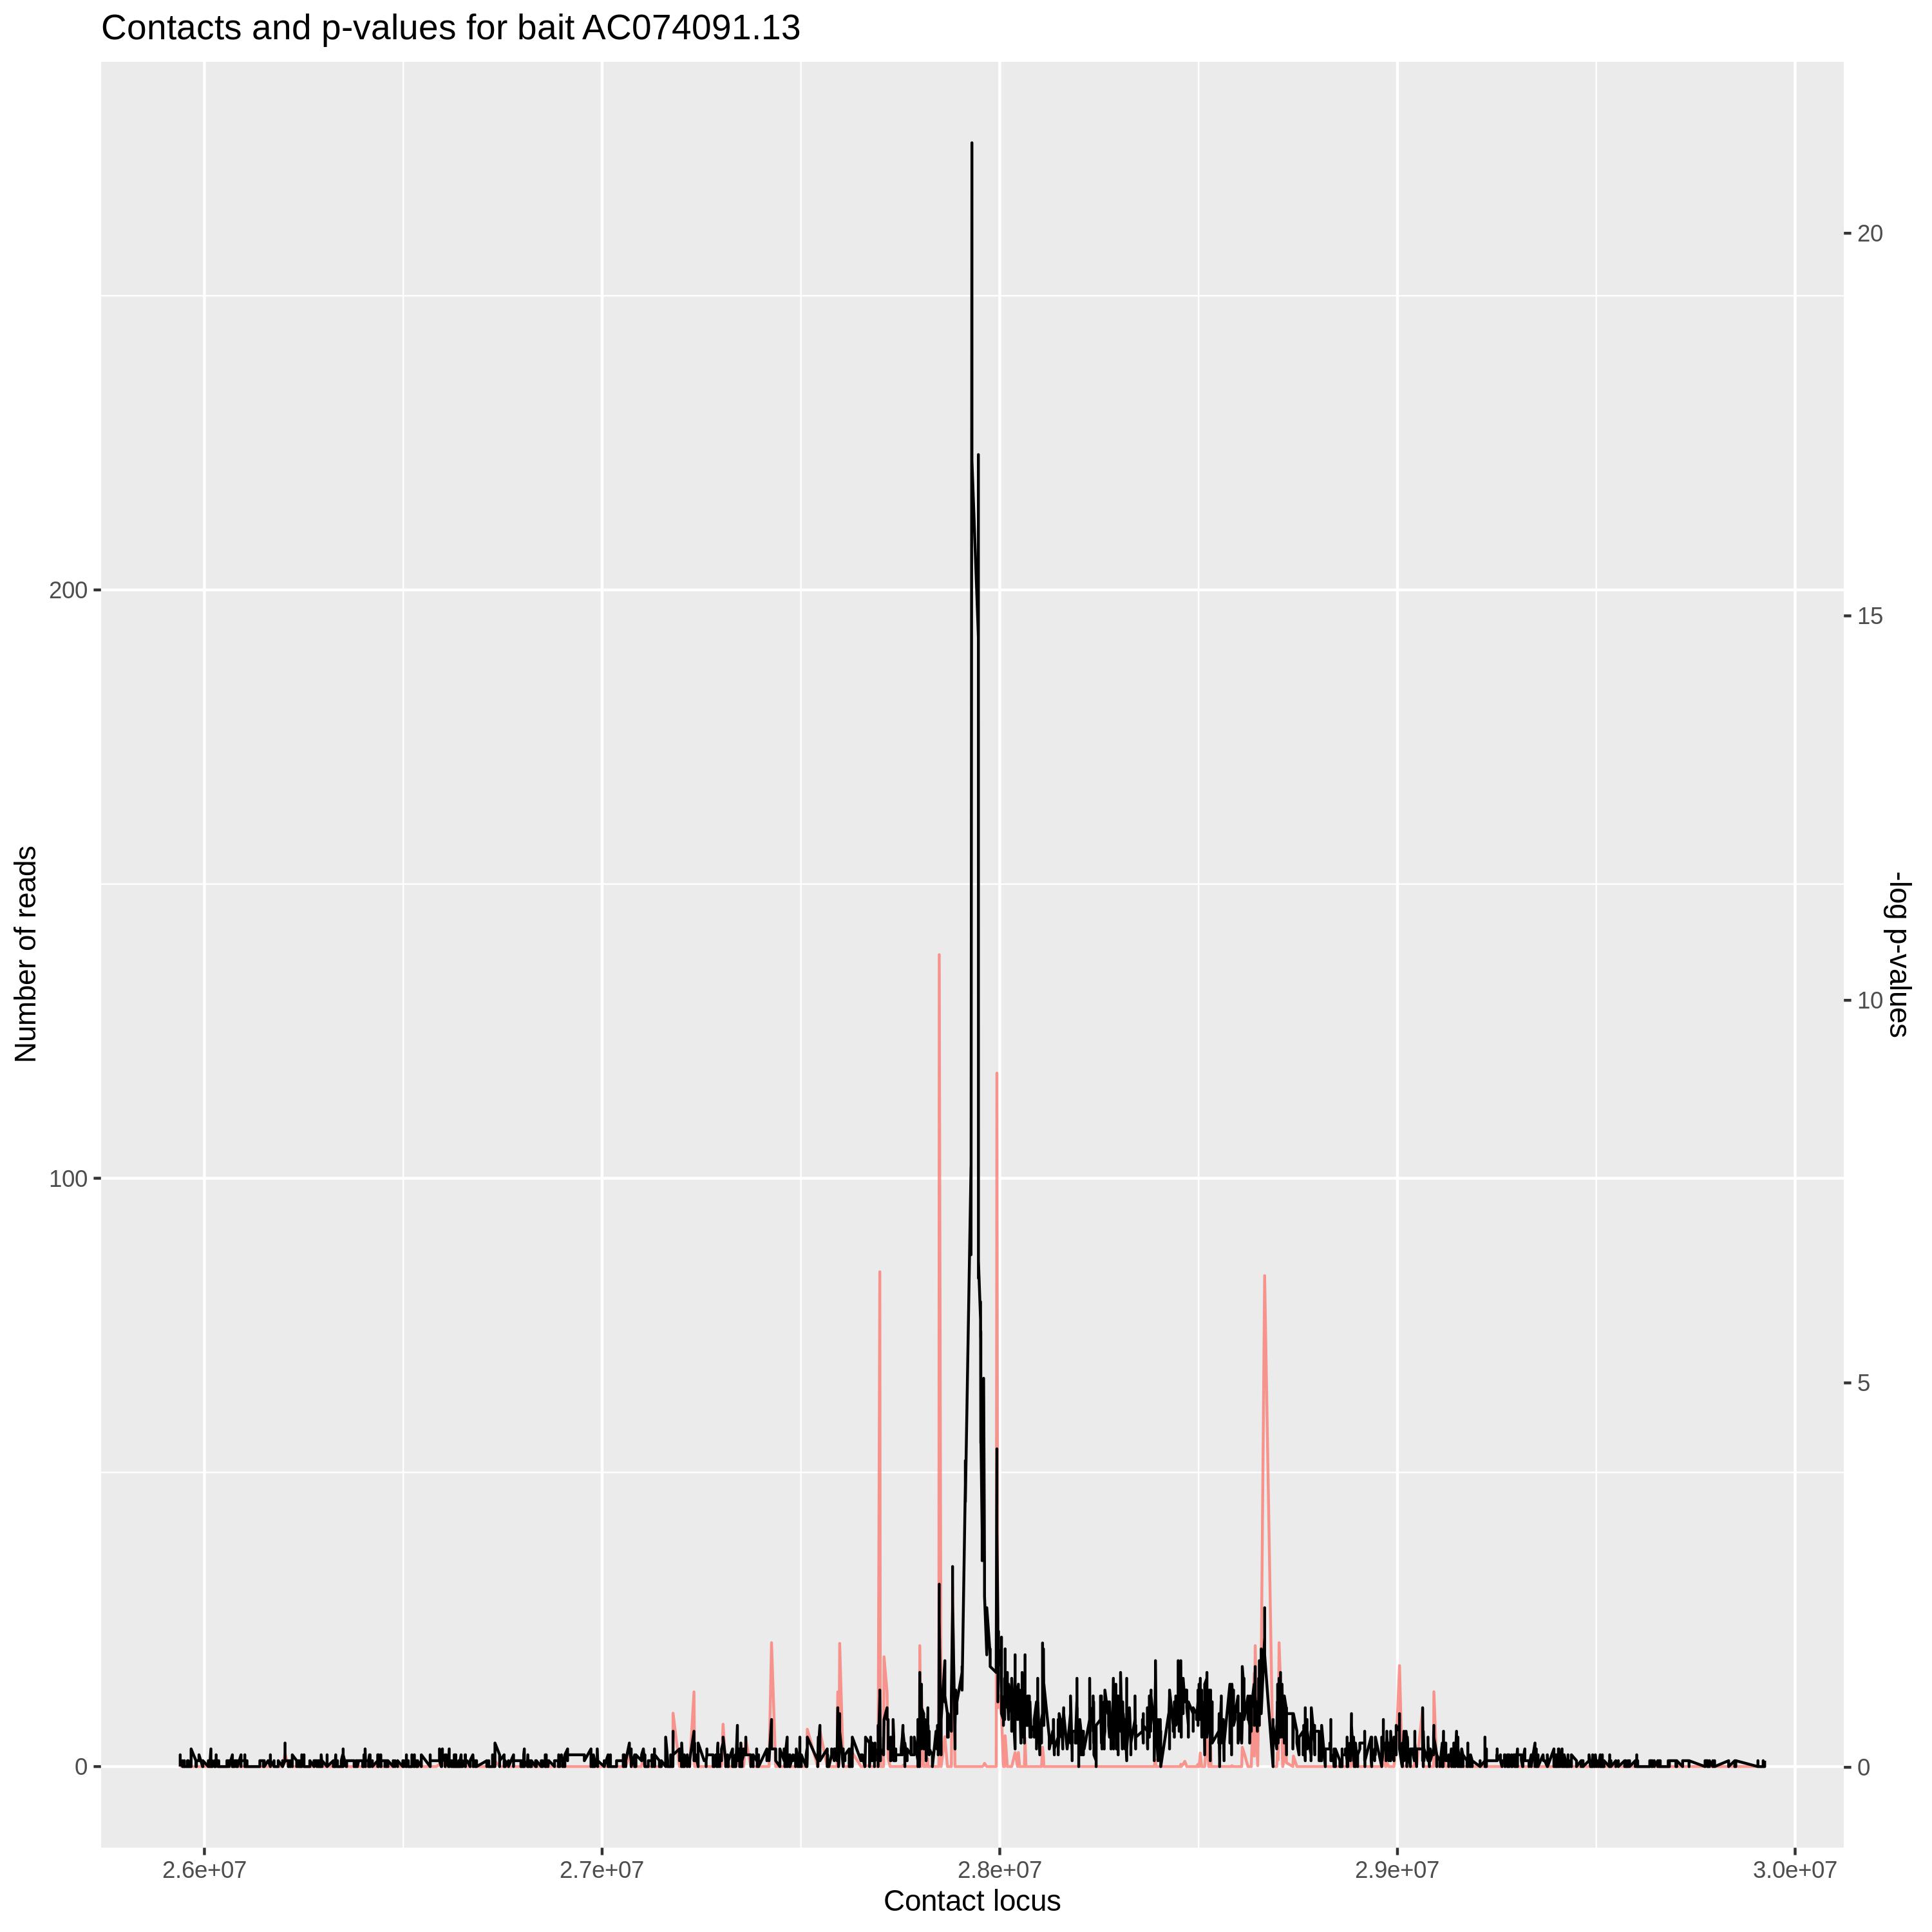 Contacts and p-values for bait AC074091.13
Number of reads
200
100
0
20
15
10
5
0
-log p-values
2.6e+07
2.7e+07
2.8e+07
2.9e+07
3.0e+07
Contact locus